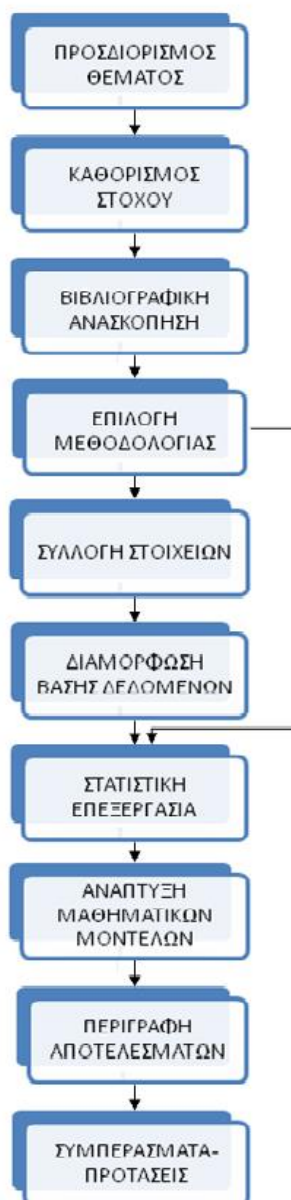 ΠΡΟΣΔΙΟΡΙΣΜΟΣ
ΘΕΜΑΤΟΣ
ΚΑΘΟΡΙΣΜΟΣ
ΣΤΟΧΟΥ
ΒΙΒΛΙΟΓΡΑΦΙΚΗ
ΑΝΑΣΚΟΠΗΣΗ
ΕΠΙΛΟΓΗ
ΜΕΘΟΔΟΛΟΓΙΑΣ
ΣΥΛΛΟΓΗ ΣΤΟΙΧΕΙΩΝ
ΔΙΑΜΟΡΦΩΣΗ
ΒΑΣΗΣ ΔΕΔΟΜΕΝΩΝ
ΣΤΑΤΙΣΤΙΚΗ
ΕΠΕΞΕΡΓΑΣΙΑ
ΑΝΑΠΤΥΞΗ
ΜΑΘΗΜΑΤΙΚΩΝ
ΜΟΝΤΕΛΩΝ
ΠΕΡΙΓΡΑΦΗ
ΑΠΟΤΕΛΕΣΜΑΤΩΝ
ΣΥΜΠΕΡΑΣΜΑΤΑ-
ΠΡΟΤΑΣΕΙΣ